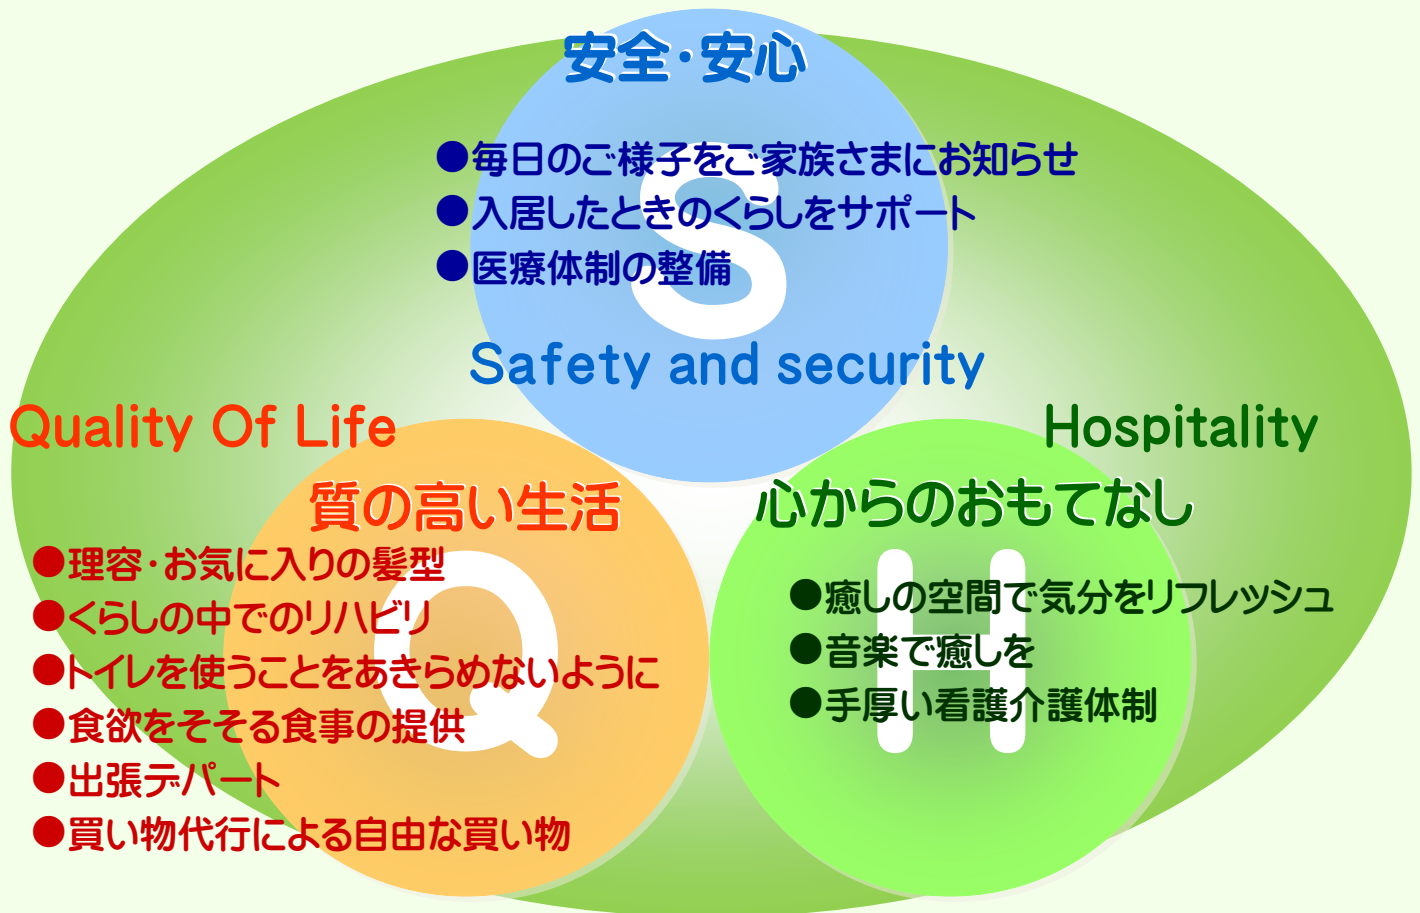 安全・安心
S
●毎日のご様子をご家族さまにお知らせ
●入居したときのくらしをサポート
●医療体制の整備
Safety and security
Quality Of Life
質の高い生活
Q
●理容・お気に入りの髪型
●くらしの中でのリハビリ
●トイレを使うことをあきらめないように
●食欲をそそる食事の提供
●出張デパート
●買い物代行による自由な買い物
Hospitality
心からのおもてなし
H
●癒しの空間で気分をリフレッシュ
●音楽で癒しを
●手厚い看護介護体制